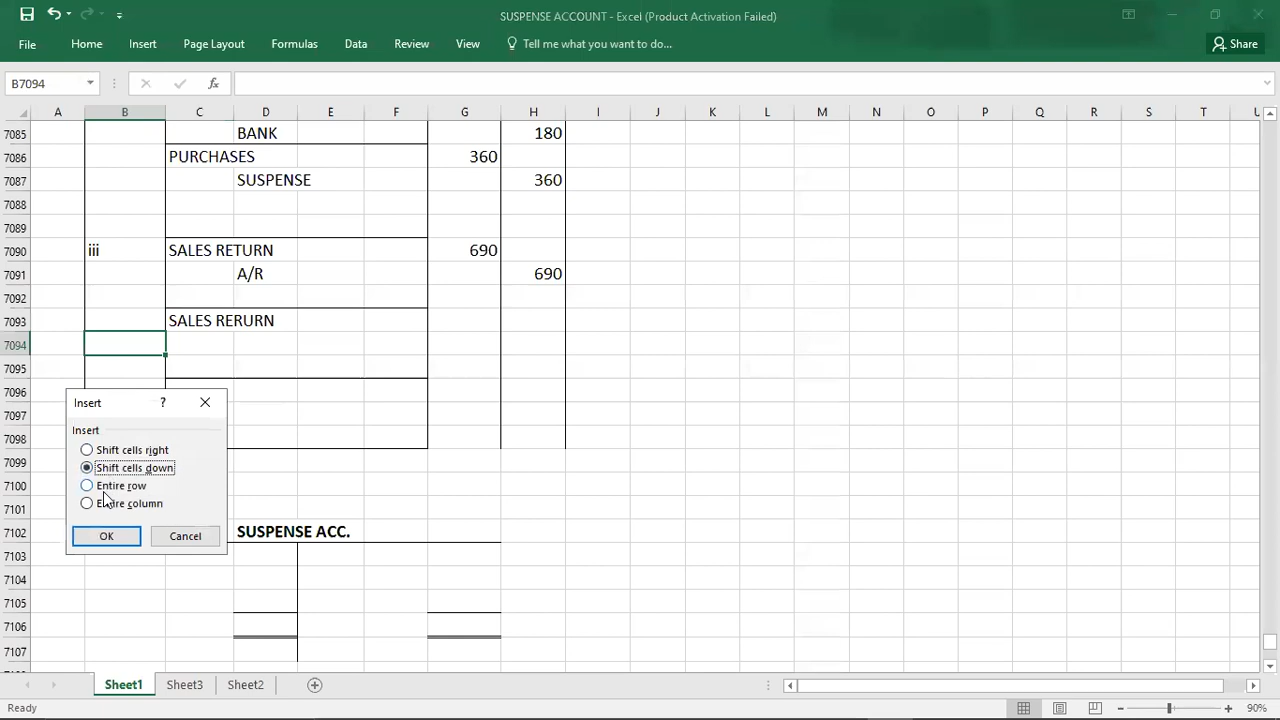 SUSPENSE ACCOUNT - Excel (Product Activation Failed)
File Home Insert Page Layout Formulas Data Review View Tell me what you want to do... Share
B7094 fx
A B C D E F G H I J K L M N O P Q R S T U
7085 BANK 180
7086 PURCHASES 360
7087 SUSPENSE 360
7088
7089
7090 iii SALES RETURN 690
7091 A/R 690
7092
7093 SALES RERURN
7094
7095
7096
7097
7098
7099
7100
7101
7102 SUSPENSE ACC.
7103
7104
7105
7106
7107
Insert ?
Insert
Shift cells right
Shift cells down
Entire row
Entire column
OK Cancel
Sheet1 Sheet3 Sheet2
Ready 90%